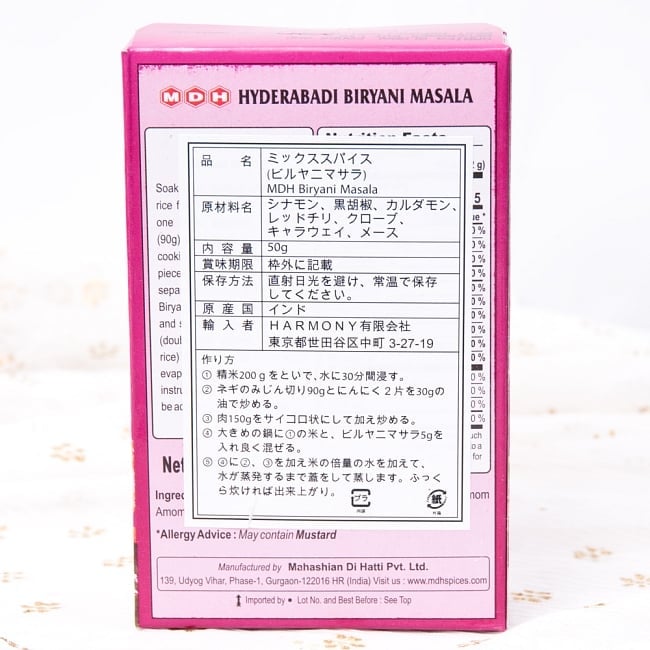 MDH HYDERABADI BIRYANI MASALA
Nutrition Facts
品 名 ミックススパイス
(ビルヤニマサラ)
MDH Biryani Masala
原材料名 シナモン、黒胡椒、カルダモン、
レッドチリ、クローブ、
キャラウェイ、メース
内 容 量 50g
賞味期限 枠外に記載
保存方法 直射日光を避け、常温で保存
してください。
原 産 国 インド
輸 入 者 HARMONY有限会社
東京都世田谷区中町 3-27-19
作り方
① 精米200gをといで、水に30分間浸す。
② ネギのみじん切り90gとにんにく2片を30gの
油で炒める。
③ 肉150gをサイコロ状にして加え炒める。
④ 大きめの鍋に①の米と、ビルヤニマサラ5gを
入れ良く混ぜる。
⑤ ④に②、③を加え米の倍量の水を加えて、
水が蒸発するまで蓋をして蒸します。ふっく
ら炊ければ出来上がり。
プラ 紙
Soak
rice f
one
(90g)
cooki
piece
sepa
Birya
and s
(doub
rice)
evap
instru
be ad
Net
Ingred
Amom
*Allergy Advice : May contain Mustard
Manufactured by Mahashian Di Hatti Pvt. Ltd.
139, Udyog Vihar, Phase-1, Gurgaon-122016 HR (India) Visit us : www.mdhspices.com
Imported by • Lot No. and Best Before : See Top